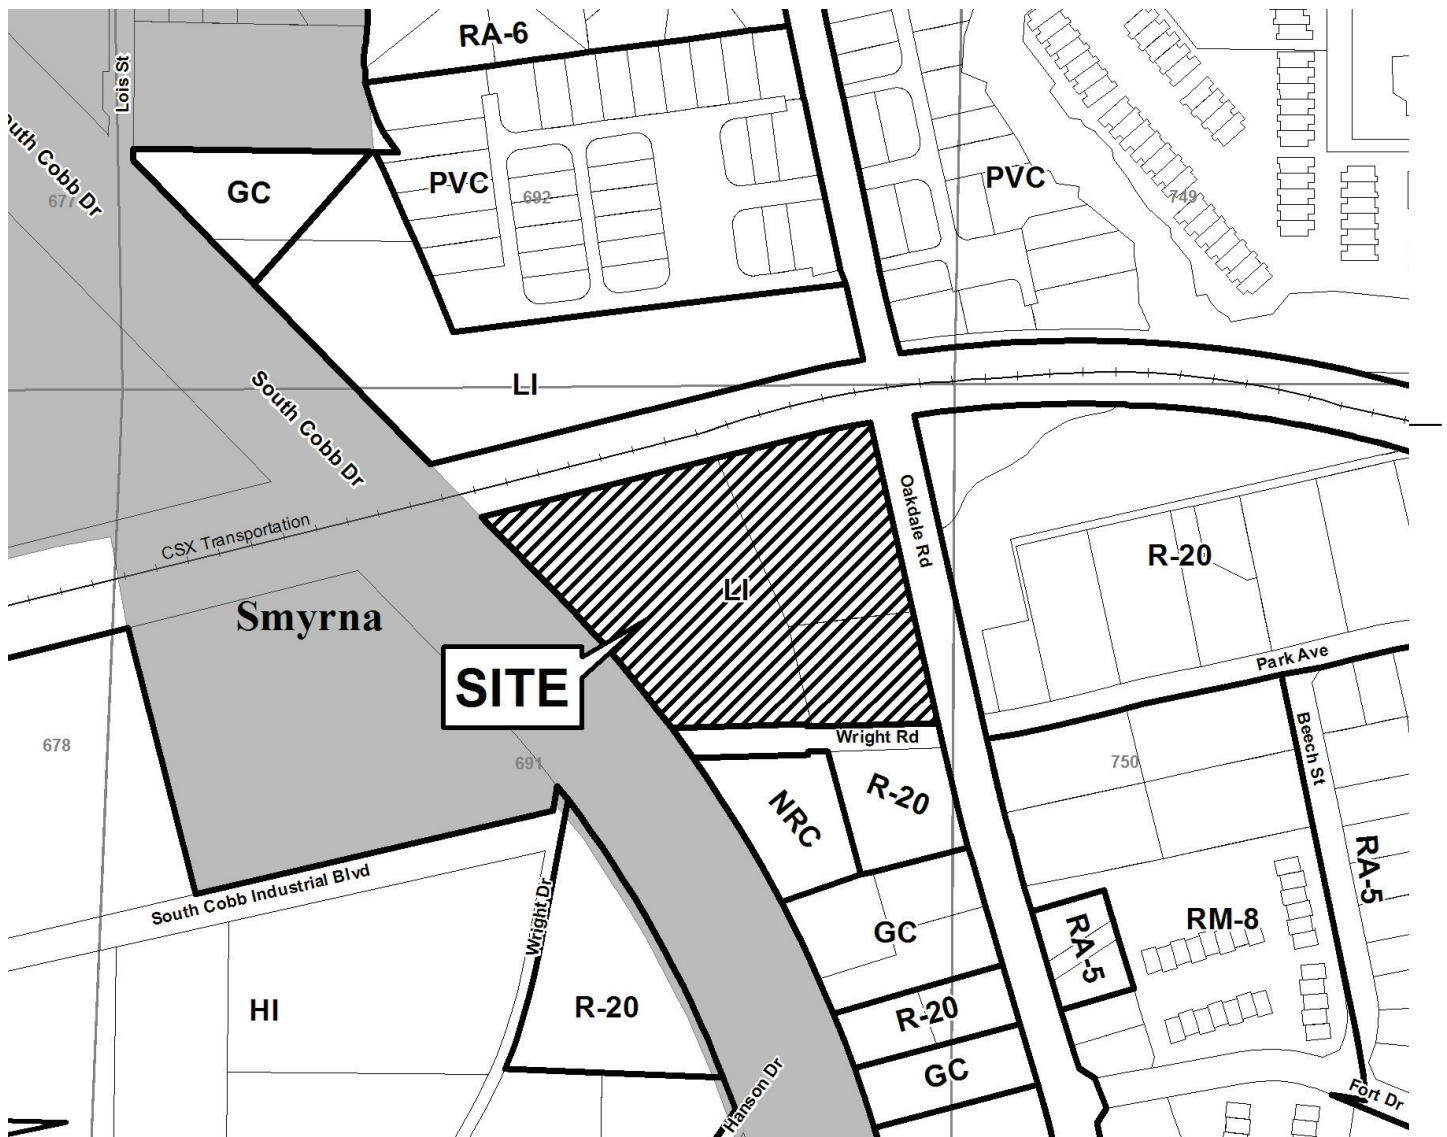 RA-6
Lois St
South Cobb Dr
GC
PVC
PVC
677
692
749
LI
South Cobb Dr
Oakdale Rd
CSX Transportation
R-20
LI
Smyrna
SITE
Park Ave
Wright Rd
Beech St
678
691
750
R-20
NRC
RA-5
South Cobb Industrial Blvd
Wright Dr
GC
RA-5
RM-8
HI
R-20
R-20
GC
Hanson Dr
Fort Dr